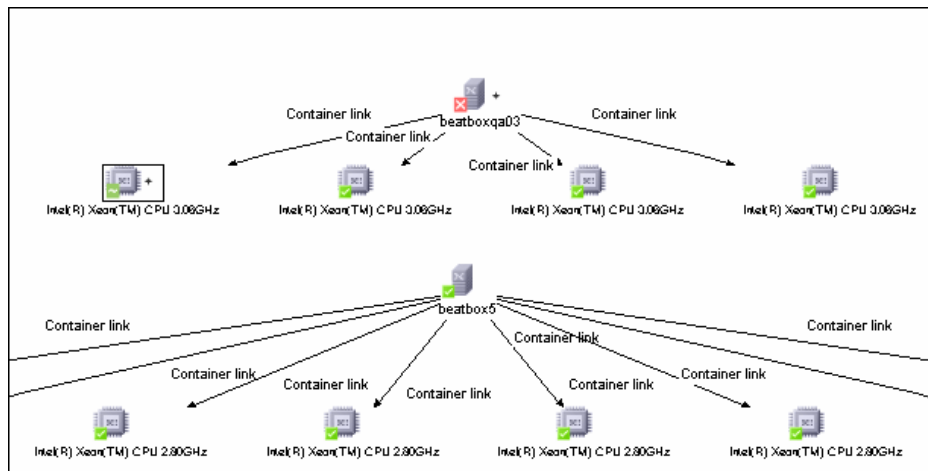 Container link
beatboxqa03
Container link
Container link
Container link
Intel(R) Xeon(TM) CPU 3.06GHz
Intel(R) Xeon(TM) CPU 3.06GHz
Intel(R) Xeon(TM) CPU 3.06GHz
Intel(R) Xeon(TM) CPU 3.06GHz
beatbox5
Container link
Container link
Container link
Container link
Container link
Container link
Container link
Container link
Intel(R) Xeon(TM) CPU 2.80GHz
Intel(R) Xeon(TM) CPU 2.80GHz
Intel(R) Xeon(TM) CPU 2.80GHz
Intel(R) Xeon(TM) CPU 2.80GHz